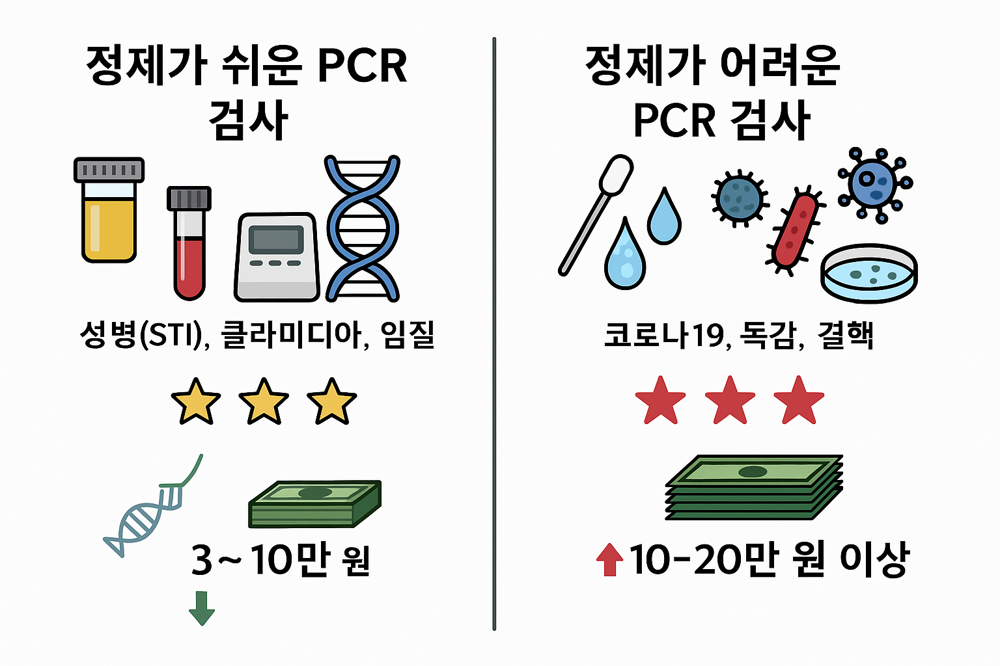 정제가 쉬운 PCR
검사
성병(STI), 클라미디아, 임질
3~10만 원
정제가 어려운
PCR 검사
코로나19, 독감, 결핵
10-20만 원 이상